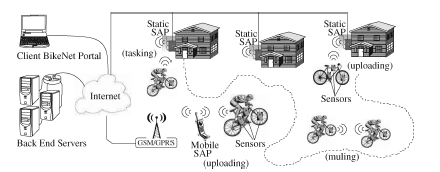 Static
SAP
(tasking)
Static
SAP
Static
SAP
(uploading)
Client BikeNet Portal
Internet
Sensors
Back End Servers
GSM/GPRS
Mobile
SAP
(uploading)
Sensors
(muling)